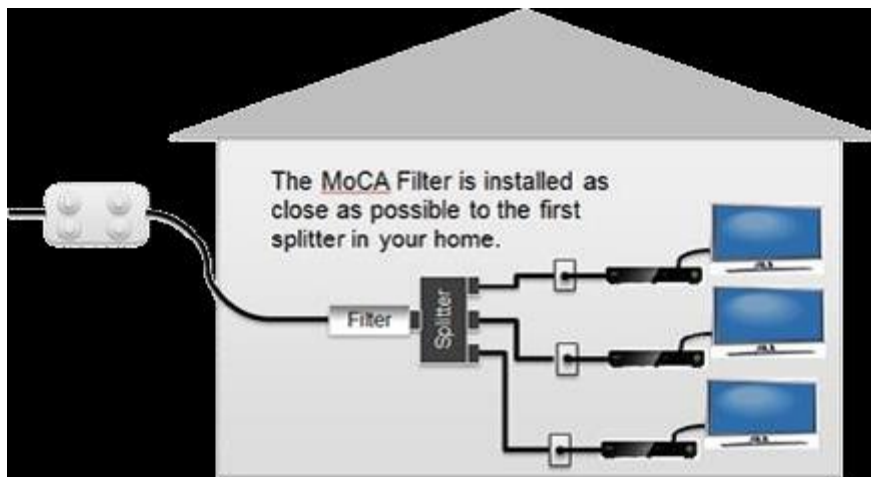 The MoCA Filter is installed as
close as possible to the first
splitter in your home.
Filter
Splitter